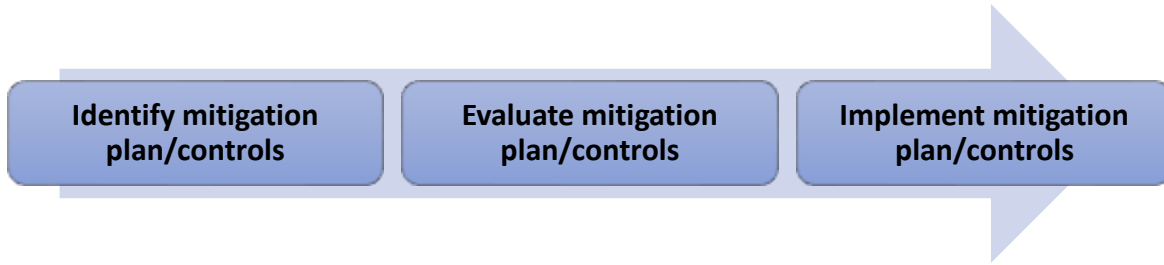 Identify mitigation
plan/controls
Evaluate mitigation
plan/controls
Implement mitigation
plan/controls